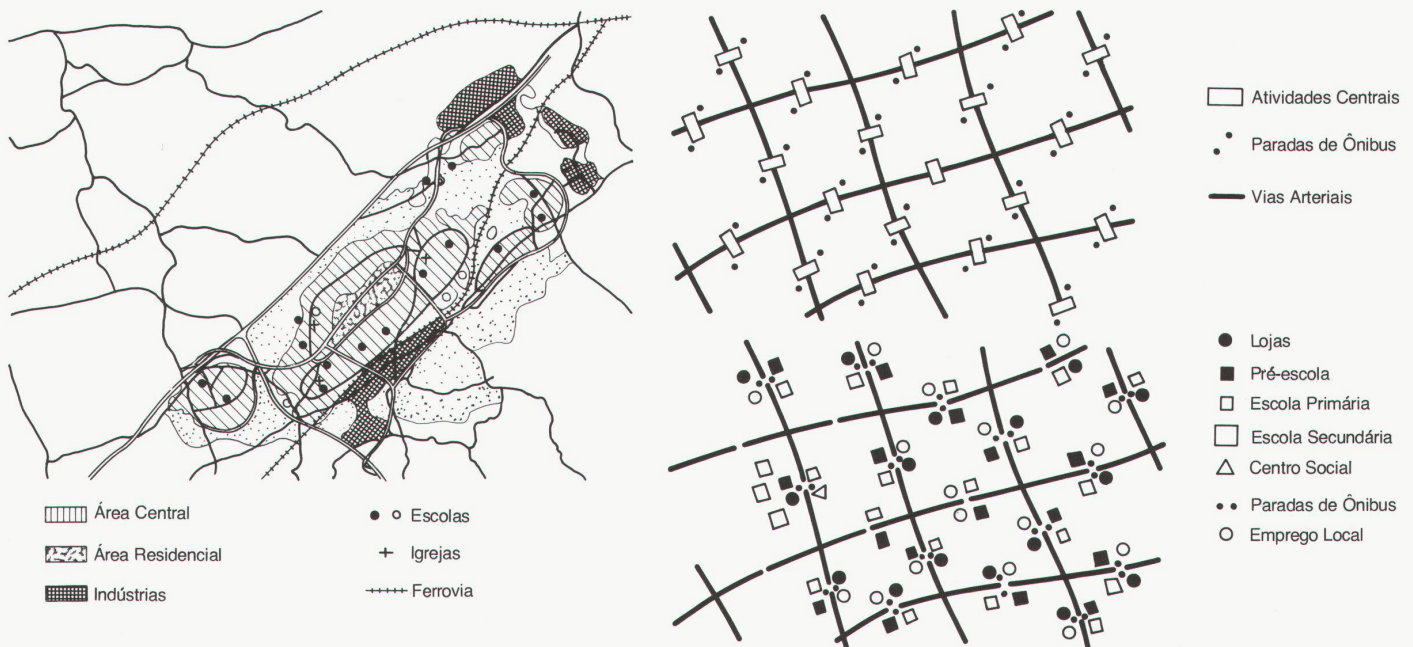 Área Central
Área Residencial
Indústrias
Escolas
Igrejas
Ferrovia
Atividades Centrais
Paradas de Ônibus
Vias Arteriais
Lojas
Pré-escola
Escola Primária
Escola Secundária
Centro Social
Paradas de Ônibus
Emprego Local